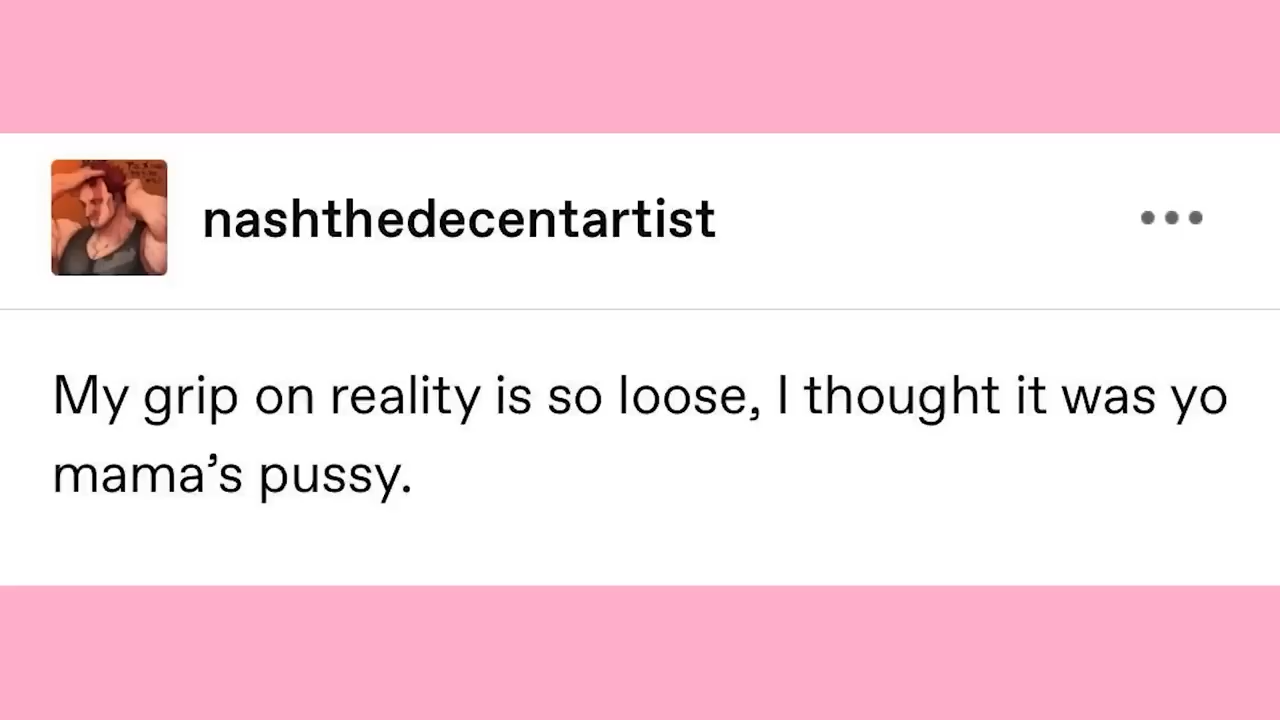 nashthedecentartist
My grip on reality is so loose, I thought it was yo
mama’s pussy.